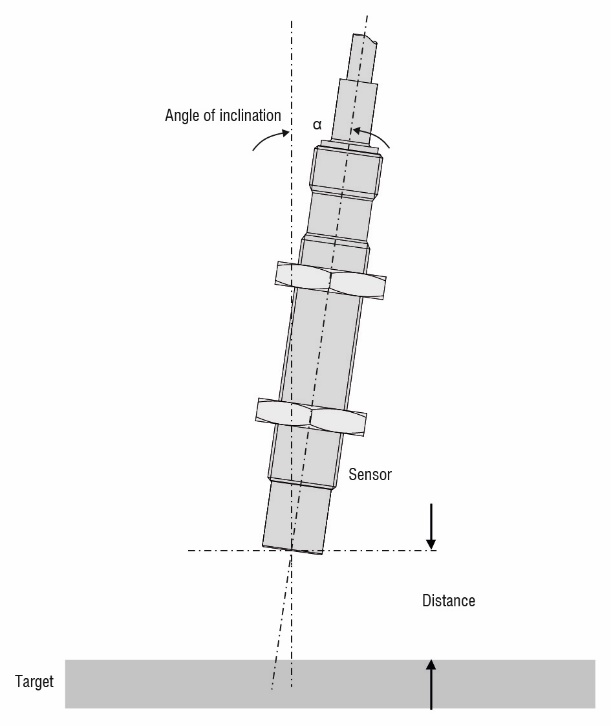 Angle of inclination
α
Sensor
Distance
Target